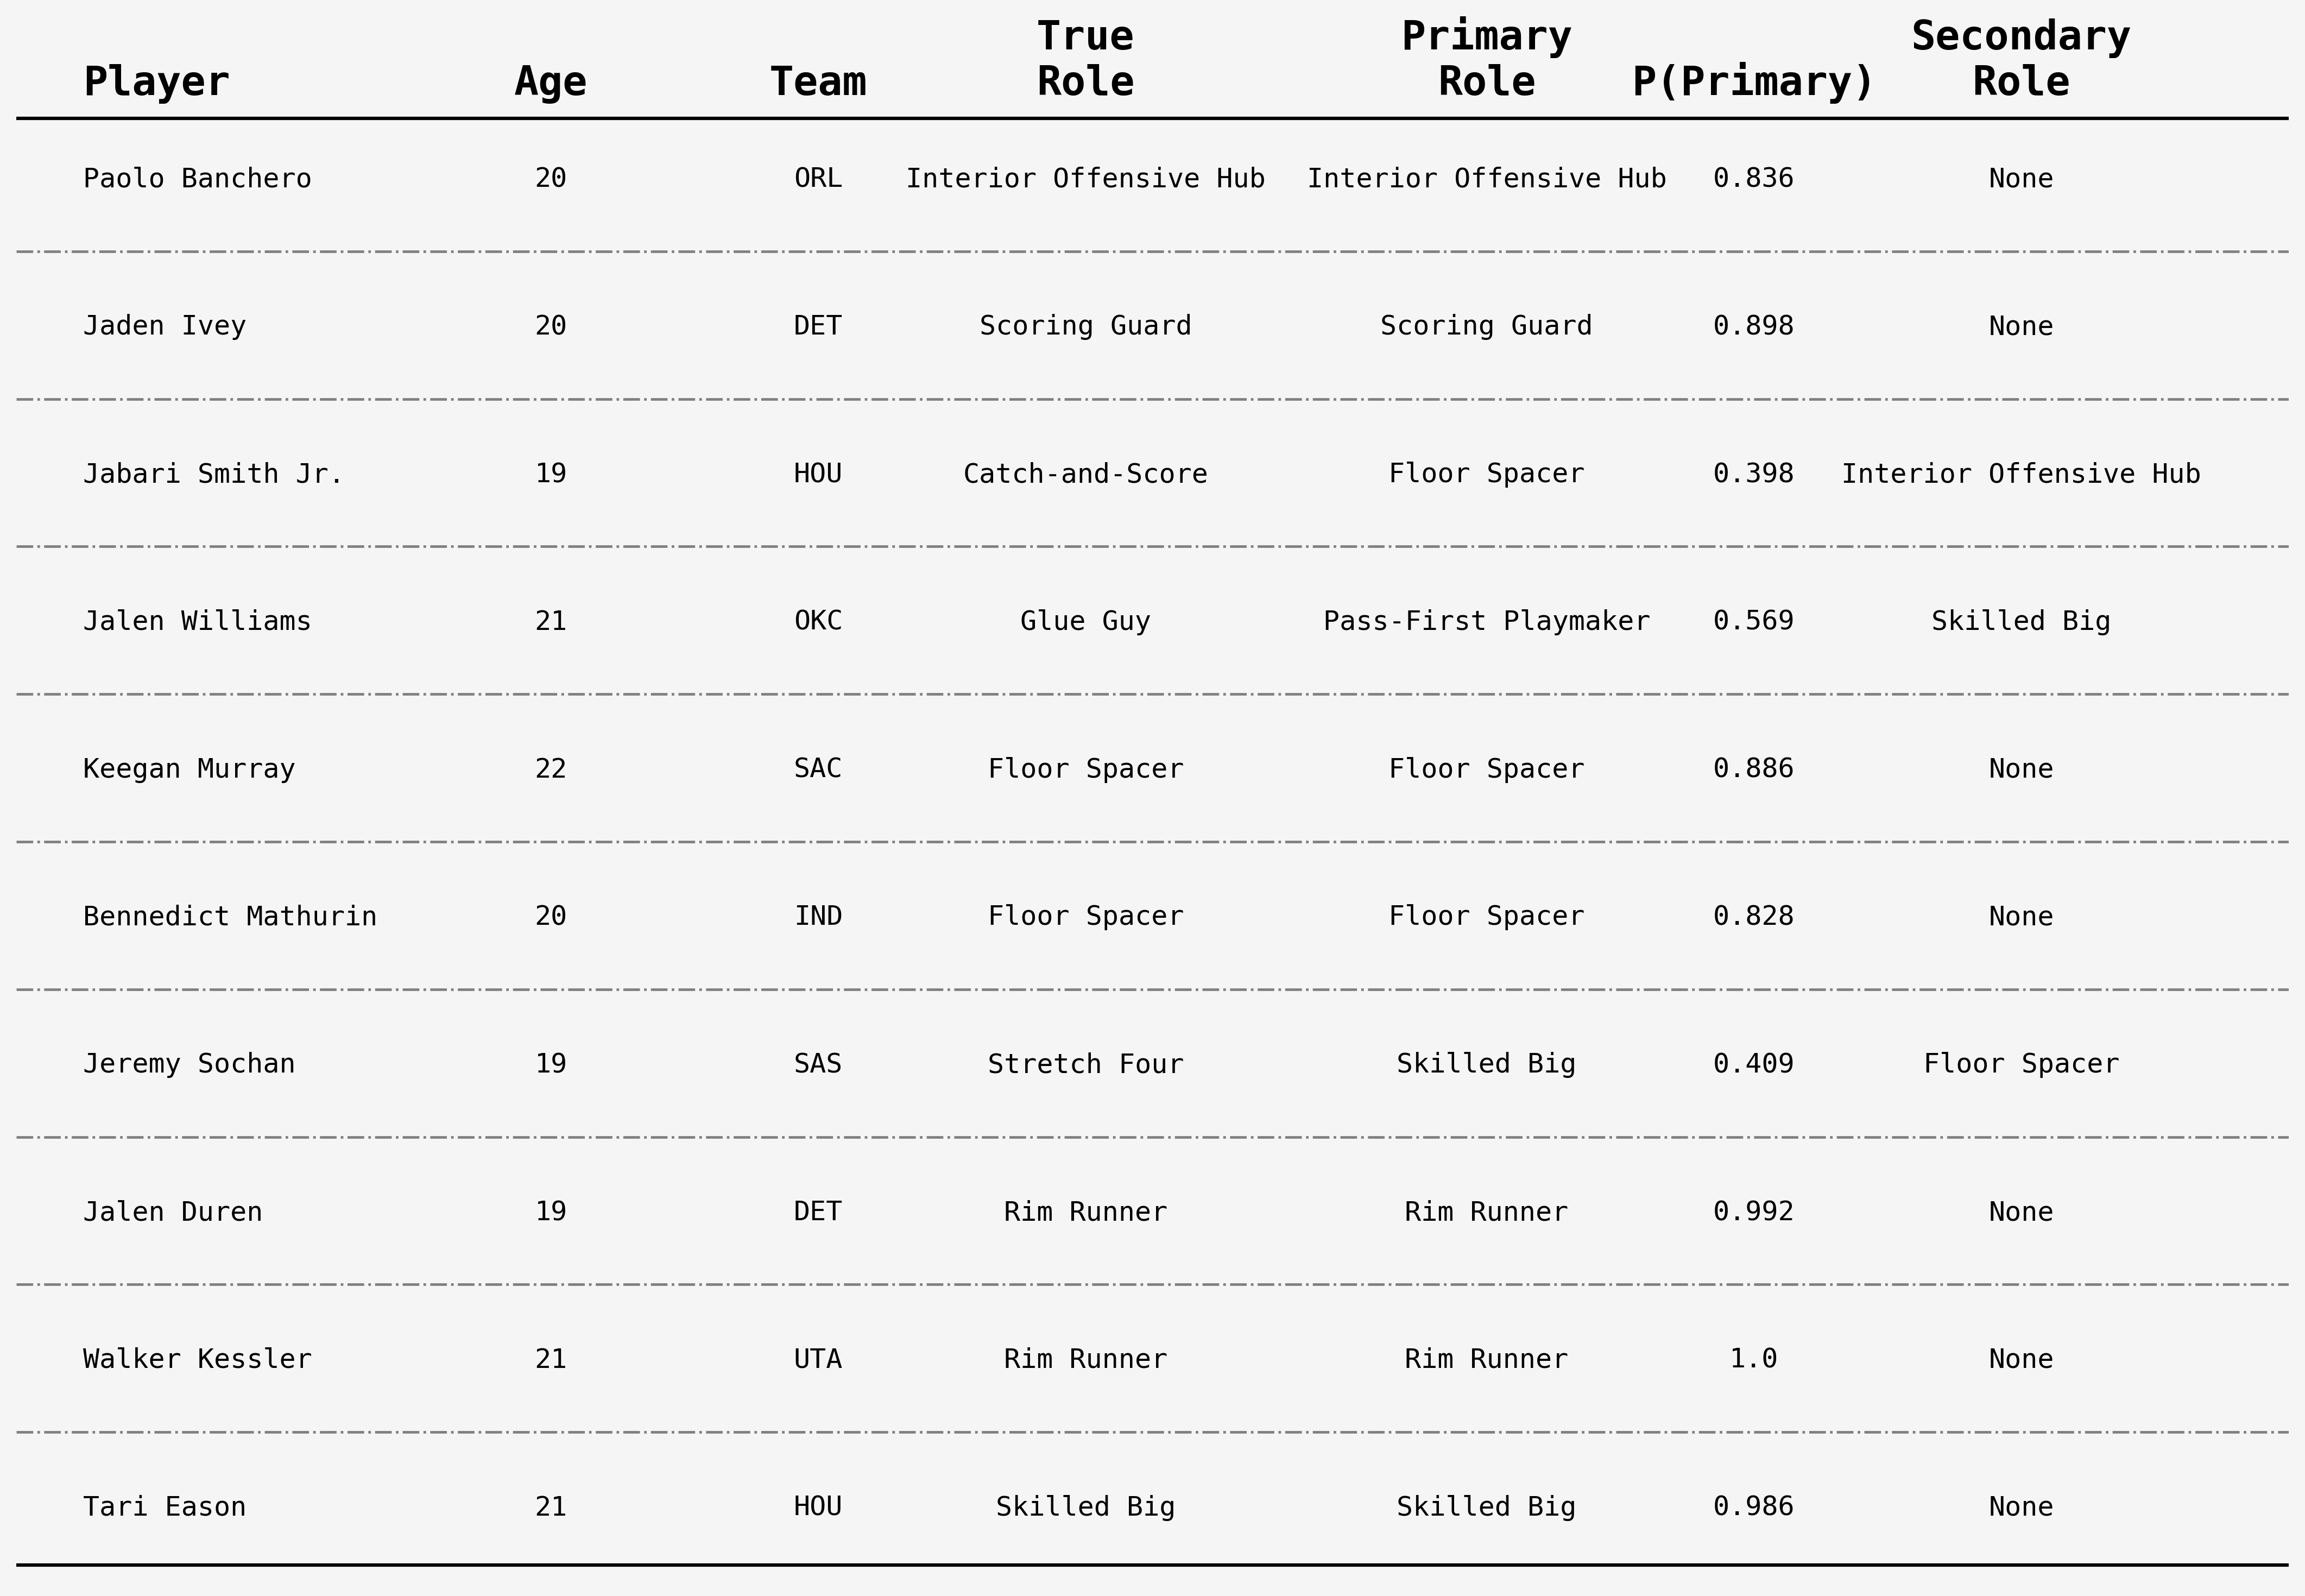 Player Age Team True Role Primary Role P(Primary) Secondary Role
Paolo Banchero 20 ORL Interior Offensive Hub Interior Offensive Hub 0.836 None
Jaden Ivey 20 DET Scoring Guard Scoring Guard 0.898 None
Jabari Smith Jr. 19 HOU Catch-and-Score Floor Spacer 0.398 Interior Offensive Hub
Jalen Williams 21 OKC Glue Guy Pass-First Playmaker 0.569 Skilled Big
Keegan Murray 22 SAC Floor Spacer Floor Spacer 0.886 None
Bennedict Mathurin 20 IND Floor Spacer Floor Spacer 0.828 None
Jeremy Sochan 19 SAS Stretch Four Skilled Big 0.409 Floor Spacer
Jalen Duren 19 DET Rim Runner Rim Runner 0.992 None
Walker Kessler 21 UTA Rim Runner Rim Runner 1.0 None
Tari Eason 21 HOU Skilled Big Skilled Big 0.986 None